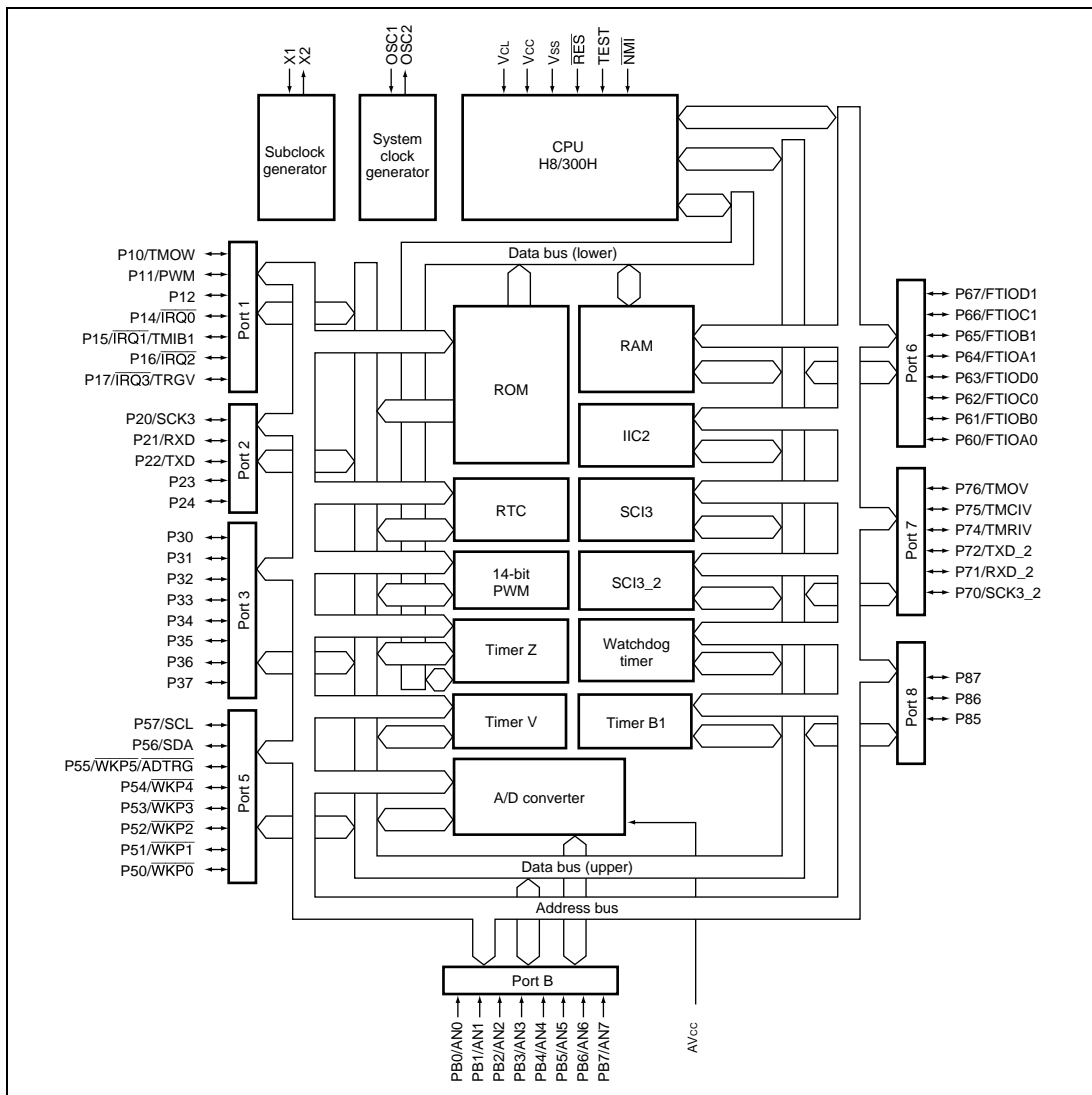 X1
X2
OSC1
OSC2
VCL
VCC
VSS
RES
TEST
NMI
Subclock
generator
System
clock
generator
CPU
H8/300H
Data bus (lower)
P10/TMOW
P11/PWM
P12
P14/IRQ0
P15/IRQ1/TMIB1
P16/IRQ2
P17/IRQ3/TRGV
Port 1
P20/SCK3
P21/RXD
P22/TXD
P23
P24
Port 2
P30
P31
P32
P33
P34
P35
P36
P37
Port 3
P57/SCL
P56/SDA
P55/WKP5/ADTRG
P54/WKP4
P53/WKP3
P52/WKP2
P51/WKP1
P50/WKP0
Port 5
ROM
RAM
IIC2
RTC
SCI3
14-bit
PWM
SCI3_2
Timer Z
Watchdog
timer
Timer V
Timer B1
A/D converter
Port 6
P67/FTIOD1
P66/FTIOC1
P65/FTIOB1
P64/FTIOA1
P63/FTIOD0
P62/FTIOC0
P61/FTIOB0
P60/FTIOA0
Port 7
P76/TMOV
P75/TMCIV
P74/TMRIV
P72/TXD_2
P71/RXD_2
P70/SCK3_2
Port 8
P87
P86
P85
Data bus (upper)
Address bus
Port B
PB0/AN0
PB1/AN1
PB2/AN2
PB3/AN3
PB4/AN4
PB5/AN5
PB6/AN6
PB7/AN7
AVCC